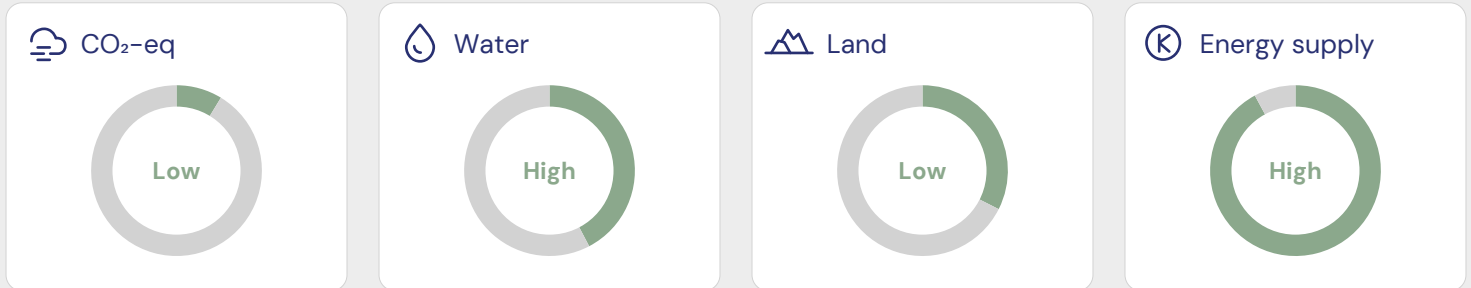 CO₂-eq
Water
Land
Energy supply
Low
High
Low
High